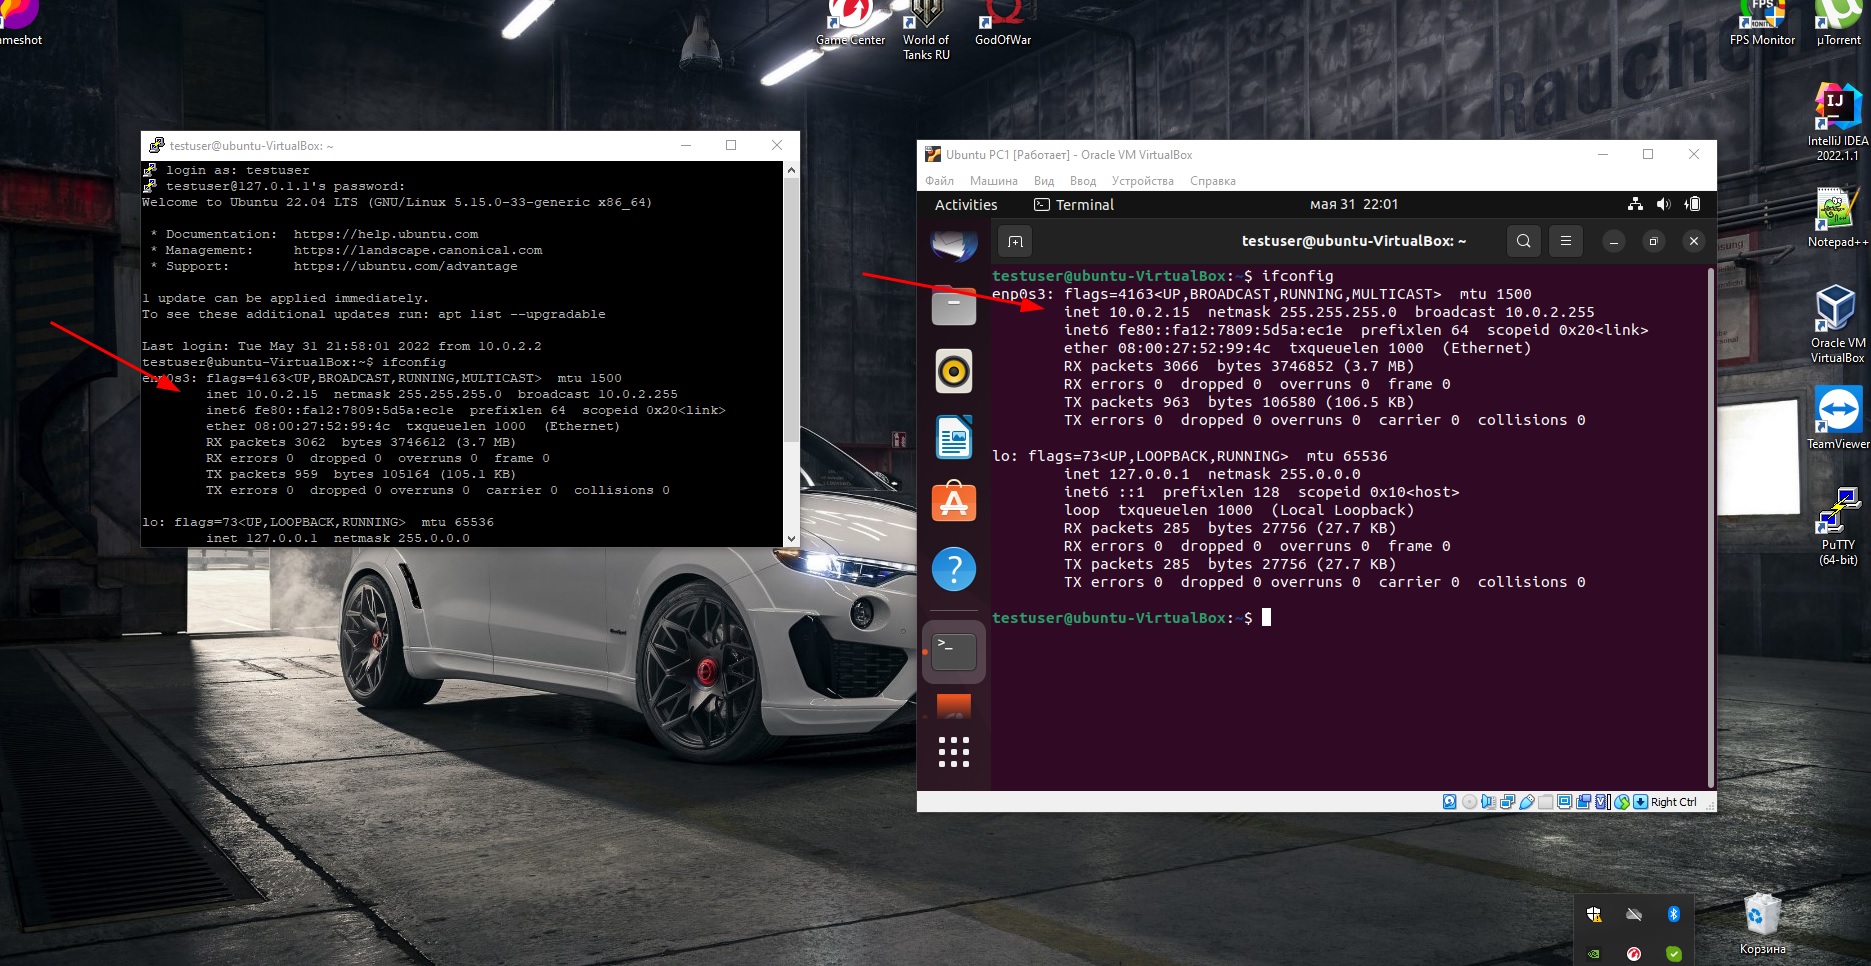 meshot
Game Center
World of
Tanks RU
GodOfWar
FPS
MONITOR
FPS Monitor
µTorrent
Rauchen
IJ
IntelliJ IDEA
2022.1.1
Notepad++
Oracle VM
VirtualBox
TeamViewer
PuTTY
(64-bit)
Корзина
testuser@ubuntu-VirtualBox: ~
login as: testuser
testuser@127.0.1.1's password:
Welcome to Ubuntu 22.04 LTS (GNU/Linux 5.15.0-33-generic x86_64)
* Documentation:  https://help.ubuntu.com
* Management:     https://landscape.canonical.com
* Support:        https://ubuntu.com/advantage
1 update can be applied immediately.
To see these additional updates run: apt list --upgradable
Last login: Tue May 31 21:58:01 2022 from 10.0.2.2
testuser@ubuntu-VirtualBox:~$ ifconfig
enp0s3: flags=4163<UP,BROADCAST,RUNNING,MULTICAST>  mtu 1500
inet 10.0.2.15  netmask 255.255.255.0  broadcast 10.0.2.255
inet6 fe80::fa12:7809:5d5a:ec1e  prefixlen 64  scopeid 0x20<link>
ether 08:00:27:52:99:4c  txqueuelen 1000  (Ethernet)
RX packets 3062  bytes 3746612 (3.7 MB)
RX errors 0  dropped 0  overruns 0  frame 0
TX packets 959  bytes 105164 (105.1 KB)
TX errors 0  dropped 0 overruns 0  carrier 0  collisions 0
lo: flags=73<UP,LOOPBACK,RUNNING>  mtu 65536
inet 127.0.0.1  netmask 255.0.0.0
Ubuntu PC1 [Работает] - Oracle VM VirtualBox
Файл Машина Вид Ввод Устройства Справка
Activities Terminal мая 31 22:01
testuser@ubuntu-VirtualBox: ~
testuser@ubuntu-VirtualBox:~$ ifconfig
enp0s3: flags=4163<UP,BROADCAST,RUNNING,MULTICAST>  mtu 1500
inet 10.0.2.15  netmask 255.255.255.0  broadcast 10.0.2.255
inet6 fe80::fa12:7809:5d5a:ec1e  prefixlen 64  scopeid 0x20<link>
ether 08:00:27:52:99:4c  txqueuelen 1000  (Ethernet)
RX packets 3066  bytes 3746852 (3.7 MB)
RX errors 0  dropped 0  overruns 0  frame 0
TX packets 963  bytes 106580 (106.5 KB)
TX errors 0  dropped 0 overruns 0  carrier 0  collisions 0
lo: flags=73<UP,LOOPBACK,RUNNING>  mtu 65536
inet 127.0.0.1  netmask 255.0.0.0
inet6 ::1  prefixlen 128  scopeid 0x10<host>
loop  txqueuelen 1000  (Local Loopback)
RX packets 285  bytes 27756 (27.7 KB)
RX errors 0  dropped 0  overruns 0  frame 0
TX packets 285  bytes 27756 (27.7 KB)
TX errors 0  dropped 0 overruns 0  carrier 0  collisions 0
testuser@ubuntu-VirtualBox:~$
Right Ctrl